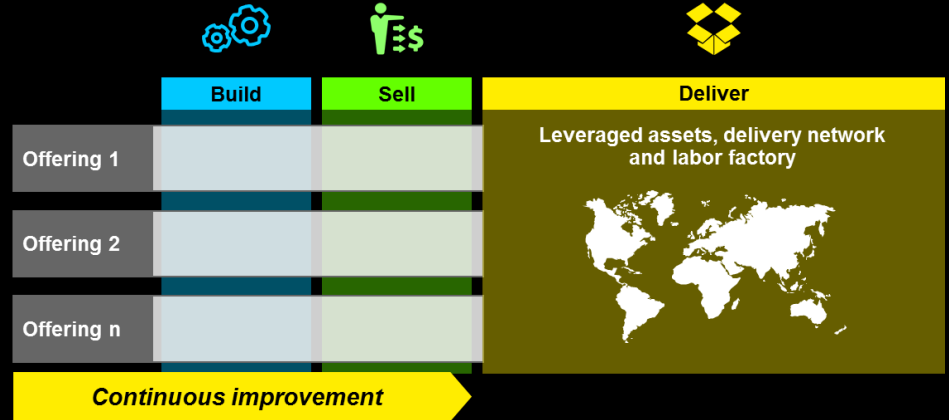 Build
Sell
Deliver
Leveraged assets, delivery network
and labor factory
Offering 1
Offering 2
Offering n
Continuous improvement